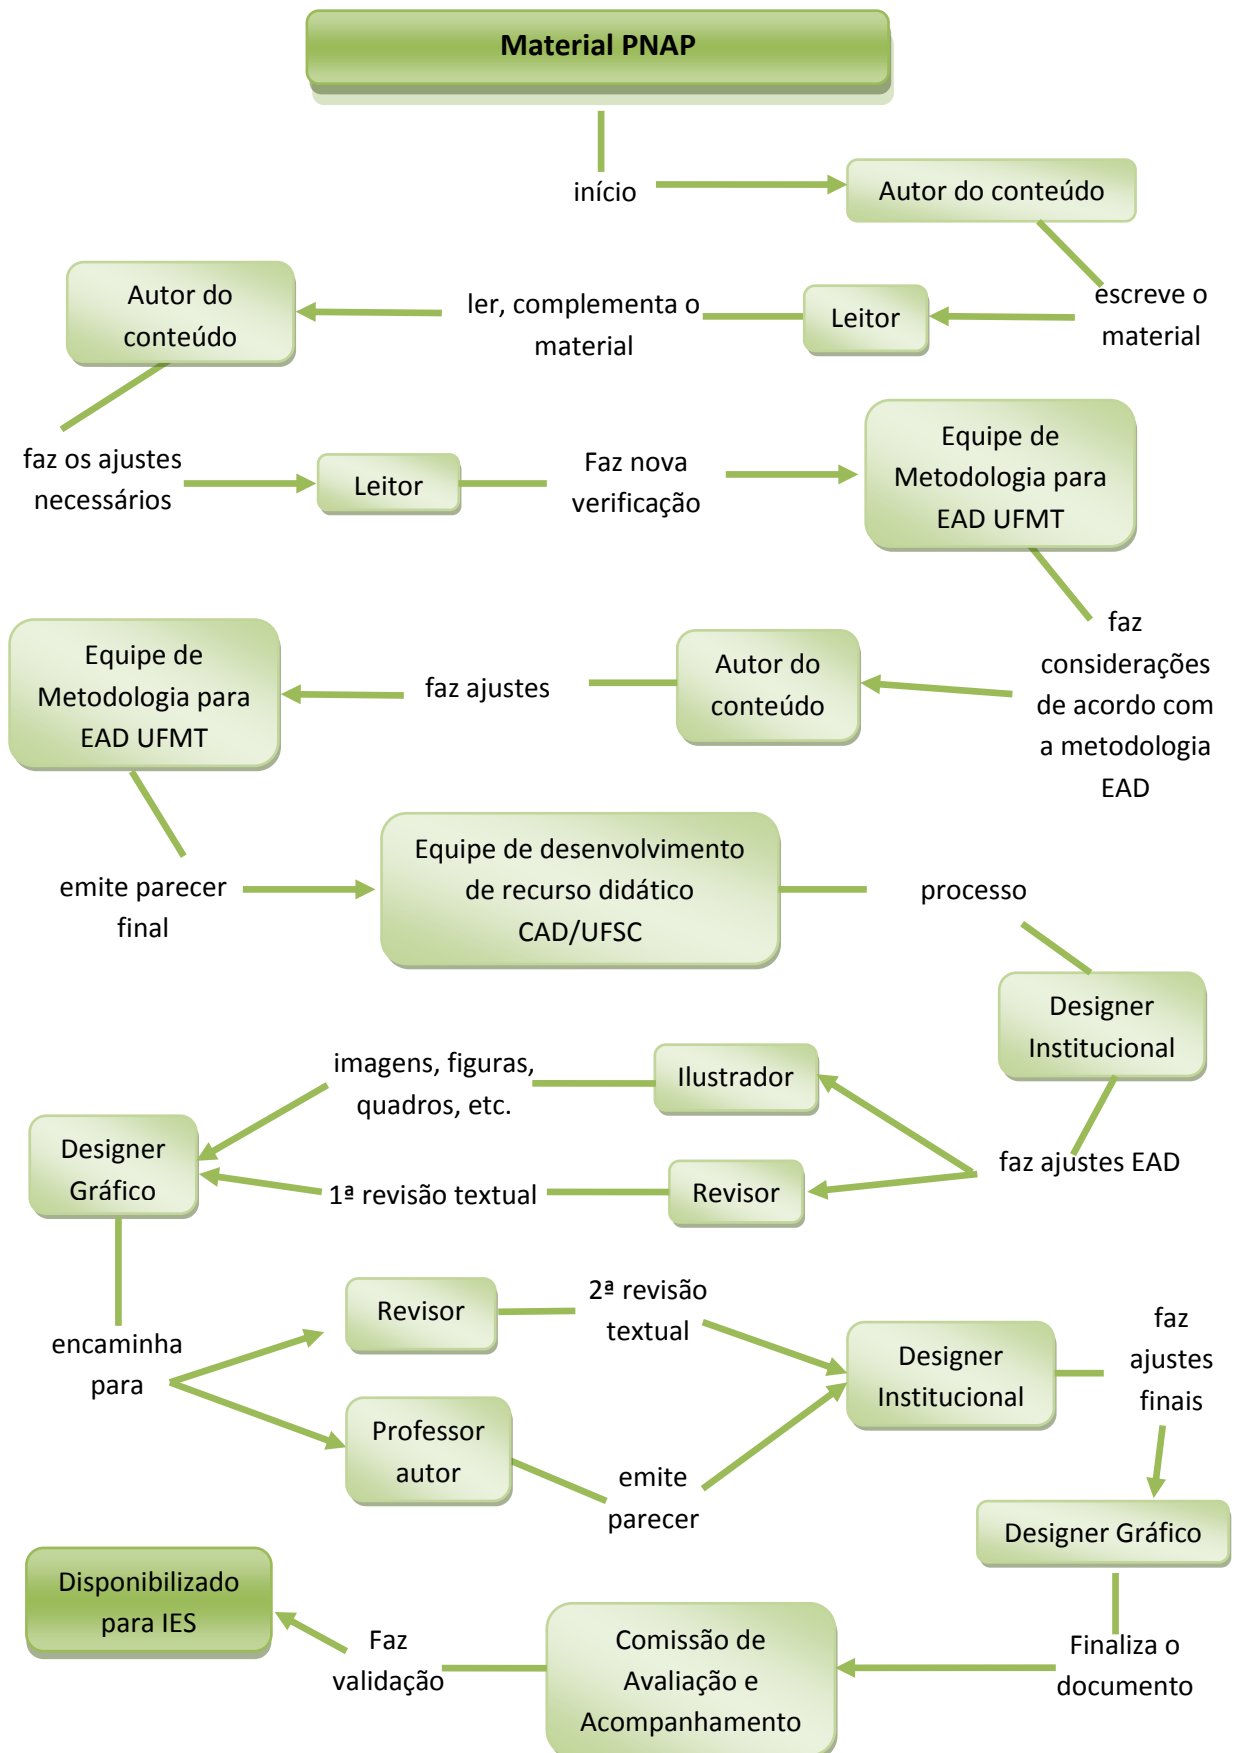 Material PNAP
início
Autor do conteúdo
escreve o
material
Leitor
ler, complementa o
material
Autor do
conteúdo
faz os ajustes
necessários
Leitor
Faz nova
verificação
Equipe de
Metodologia para
EAD UFMT
faz
considerações
de acordo com
a metodologia
EAD
Autor do
conteúdo
faz ajustes
Equipe de
Metodologia para
EAD UFMT
emite parecer
final
Equipe de desenvolvimento
de recurso didático
CAD/UFSC
processo
Designer
Institucional
faz ajustes EAD
Ilustrador
imagens, figuras,
quadros, etc.
Revisor
1ª revisão textual
Designer
Gráfico
encaminha
para
Revisor
2ª revisão
textual
Professor
autor
emite
parecer
Designer
Institucional
faz
ajustes
finais
Designer Gráfico
Finaliza o
documento
Comissão de
Avaliação e
Acompanhamento
Faz
validação
Disponibilizado
para IES